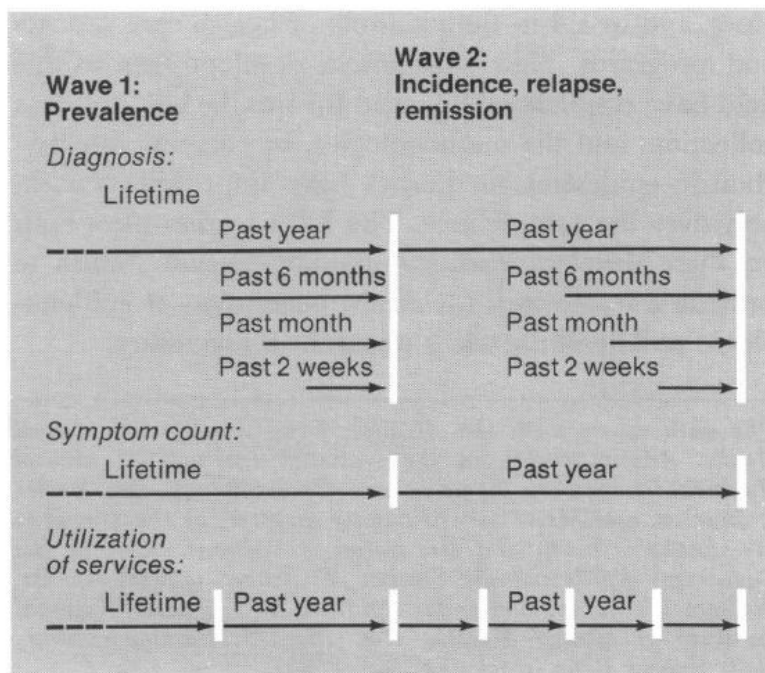 Wave 1:
Prevalence
Wave 2:
Incidence, relapse,
remission
Diagnosis:
Lifetime
Past year
Past year
Past 6 months
Past 6 months
Past month
Past month
Past 2 weeks
Past 2 weeks
Symptom count:
Lifetime
Past year
Utilization
of services:
Lifetime
Past year
Past year